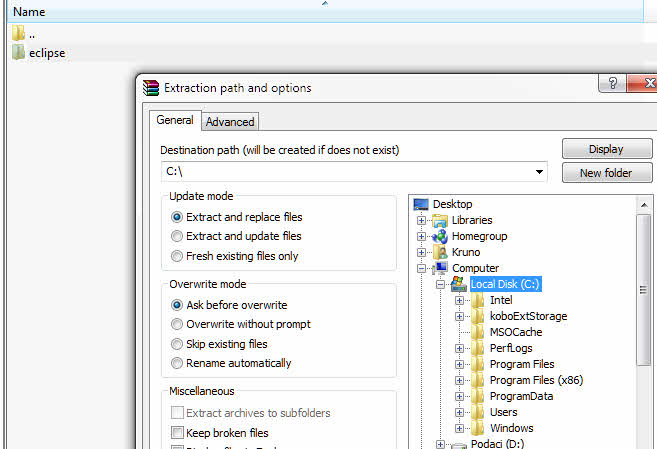 Name
..
eclipse
Extraction path and options
General
Advanced
Destination path (will be created if does not exist)
Display
C:\
New folder
Update mode
Extract and replace files
Extract and update files
Fresh existing files only
Overwrite mode
Ask before overwrite
Overwrite without prompt
Skip existing files
Rename automatically
Miscellaneous
Extract archives to subfolders
Keep broken files
Desktop
Libraries
Homegroup
Kruno
Computer
Local Disk (C:)
Intel
koboExtStorage
MSOCache
PerfLogs
Program Files
Program Files (x86)
ProgramData
Users
Windows
Podaci (D:)